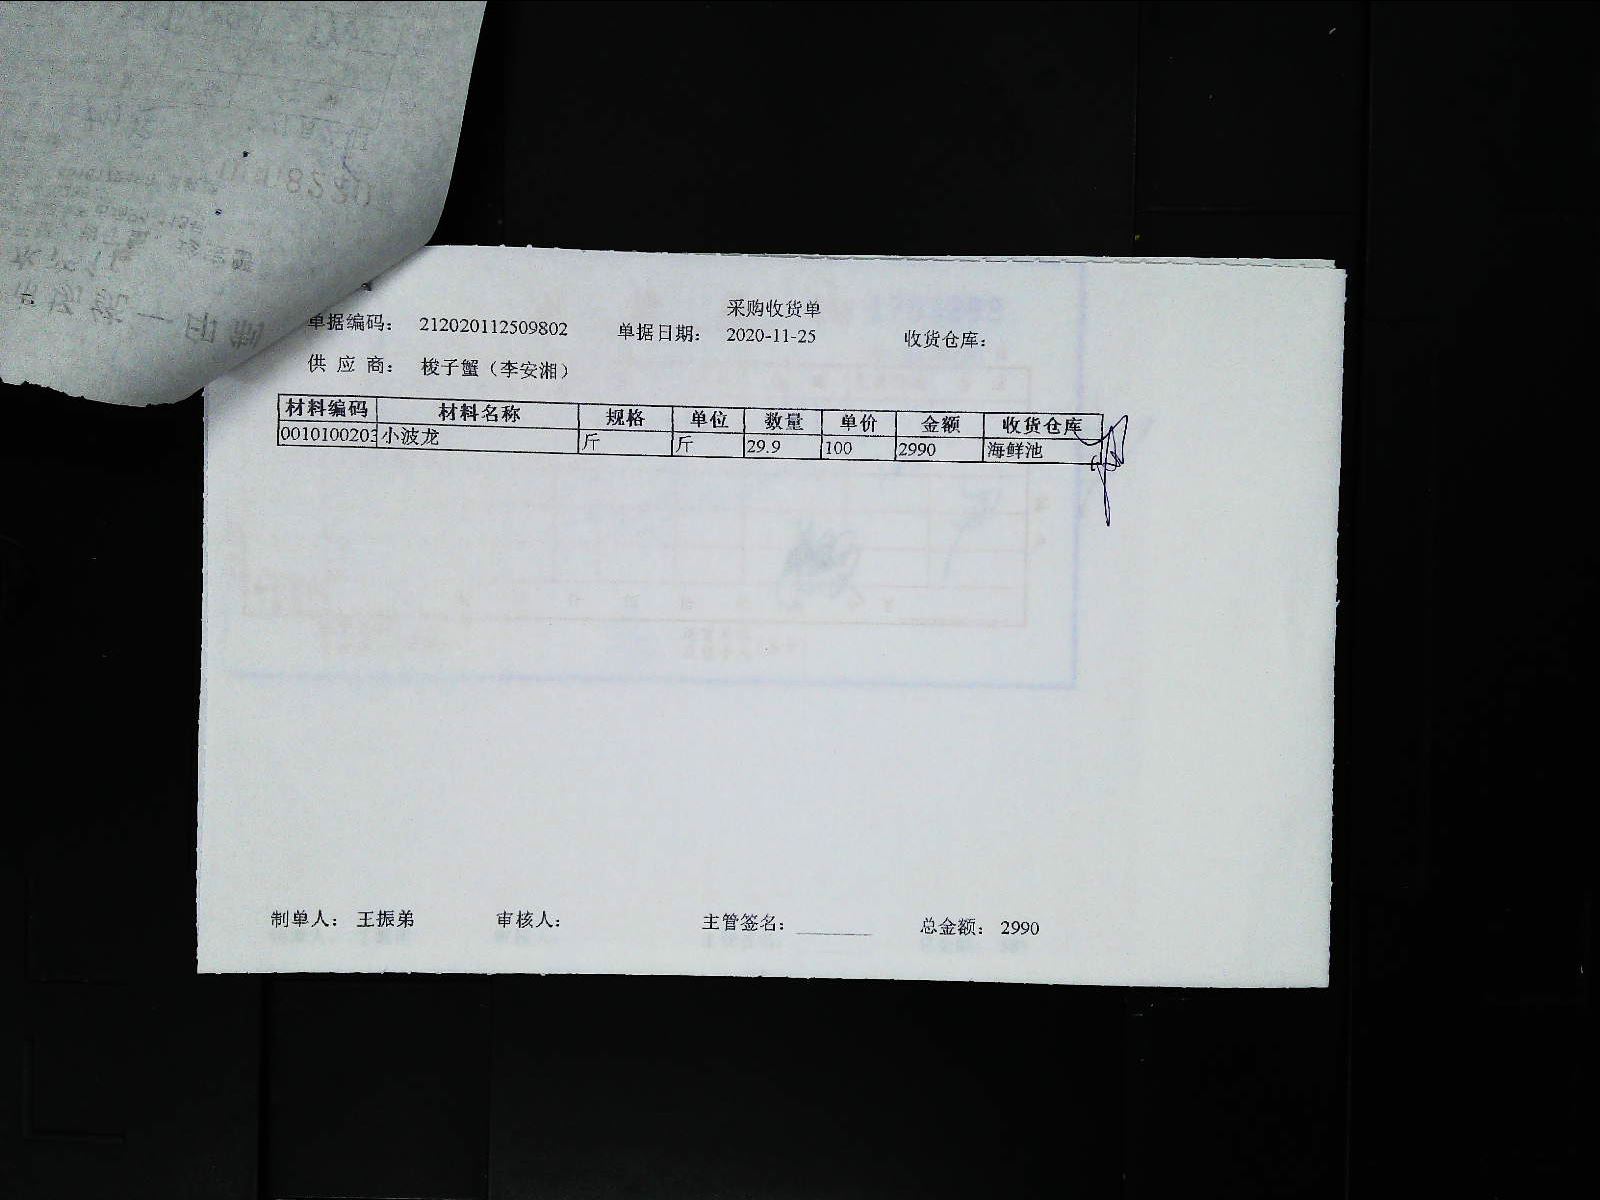 采购收货单
单据编码： 212020112509802 单据日期： 2020-11-25 收货仓库：
供 应 商： 梭子蟹（李安湘）
材料编码 材料名称 规格 单位 数量 单价 金额 收货仓库
0010100203 小波龙 斤 斤 29.9 100 2990 海鲜池
制单人： 王振弟 审核人： 主管签名： 总金额： 2990